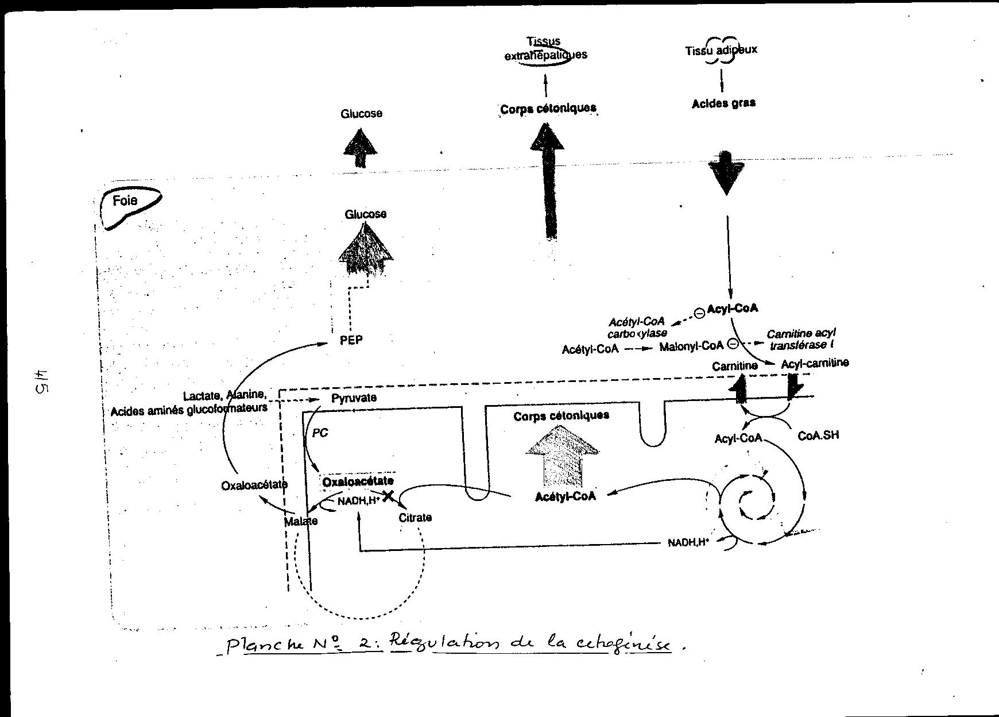 Tissus
extrahépatiques
Tissu adipeux
Glucose
Corps cétoniques
Acides gras
Foie
Glucose
Acyl-CoA
Acétyl-CoA
carboxylase
Carnitine acyl
transférase I
Acétyl-CoA
Malonyl-CoA
PEP
Carnitine
Acyl-carnitine
Lactate, Alanine,
Acides aminés glucoformateurs
Pyruvate
Corps cétoniques
PC
Acyl-CoA
CoA.SH
Oxaloacétate
Oxaloacétate
NADH,H+
Acétyl-CoA
Malate
Citrate
NADH,H+
Planche Nº 2: Régulation de la cétogénése.
4/5